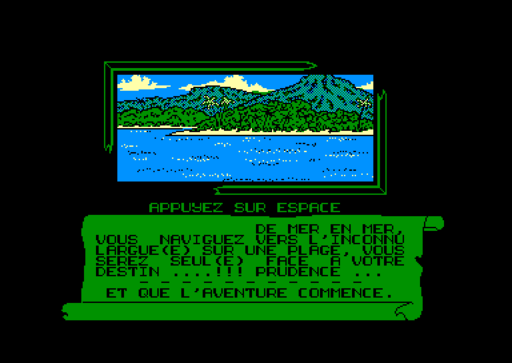 APPUYEZ SUR ESPACE
DE MER EN MER,
VOUS NAVIGUEZ VERS L'INCONNU
LARGUE(E) SUR UNE PLAGE, VOUS
SEREZ SEUL(E) FACE A VOTRE
DESTIN ....!!! PRUDENCE ...
- - - - - - - - - - -
ET QUE L'AVENTURE COMMENCE.